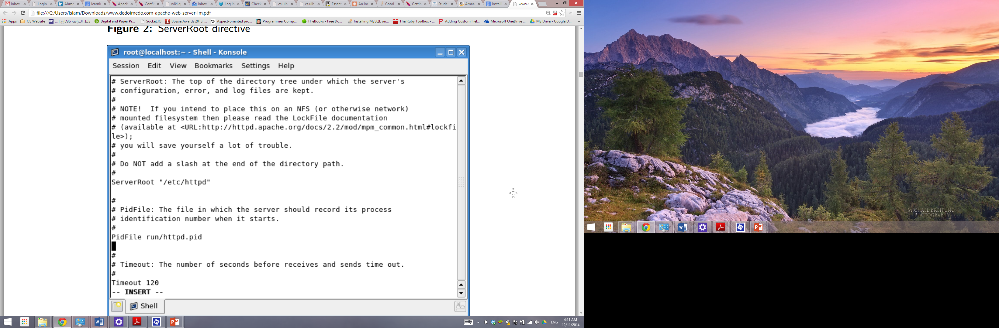 Inbox
Login
Ahme
learnin
Apach
Config
wiki.ap
Inbox
Log in
Check
cs.ulb
cs.ulb
Essent
An Int
Good
Gettin
Stude
Amaz
install
www.
file:///C:/Users/Islam/Downloads/www.dedoimedo.com-apache-web-server-lm.pdf
Apps
OS Website
دليل الدراسة بالخارج | ...
Digital and Paper Pr...
Socket.IO
Bossie Awards 2013: ...
Aspect-oriented pro...
Programmer Comp...
IT eBooks - Free Do...
Installing MySQL on...
The Ruby Toolbox - ...
Adding Custom Fiel...
Microsoft OneDrive ...
My Drive - Google D...
Figure 2: ServerRoot directive
root@localhost:~ - Shell - Konsole
Session Edit View Bookmarks Settings Help
# ServerRoot: The top of the directory tree under which the server's
# configuration, error, and log files are kept.
#
# NOTE!  If you intend to place this on an NFS (or otherwise network)
# mounted filesystem then please read the LockFile documentation
# (available at <URL:http://httpd.apache.org/docs/2.2/mod/mpm_common.html#lockfi
le>);
# you will save yourself a lot of trouble.
#
# Do NOT add a slash at the end of the directory path.
#
ServerRoot "/etc/httpd"
#
# PidFile: The file in which the server should record its process
# identification number when it starts.
#
PidFile run/httpd.pid
#
# Timeout: The number of seconds before receives and sends time out.
#
Timeout 120
-- INSERT --
Shell
ENG
4:11 AM
12/11/2014
MICHAEL BREITUNG
PHOTOGRAPHY